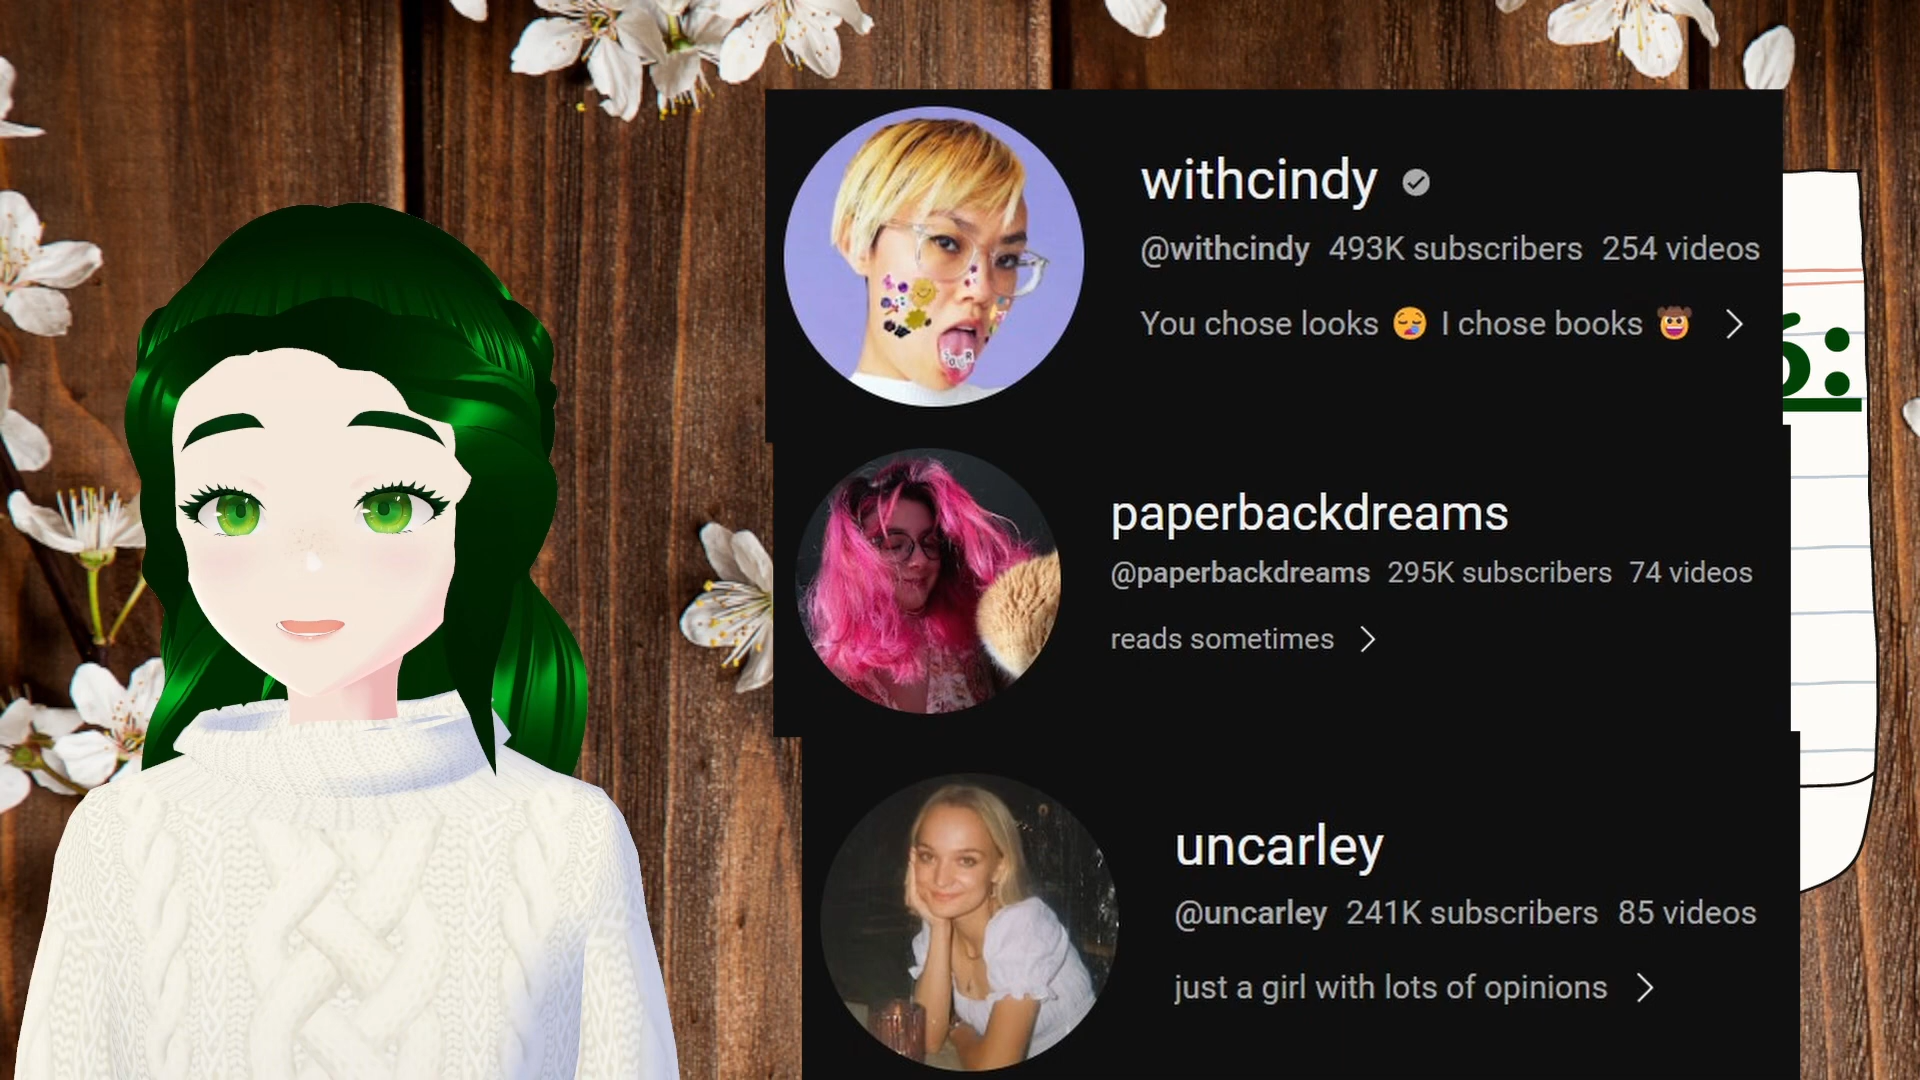 withcindy
@withcindy 493K subscribers 254 videos
You chose looks 😪 I chose books 🤠
paperbackdreams
@paperbackdreams 295K subscribers 74 videos
reads sometimes
uncarley
@uncarley 241K subscribers 85 videos
just a girl with lots of opinions